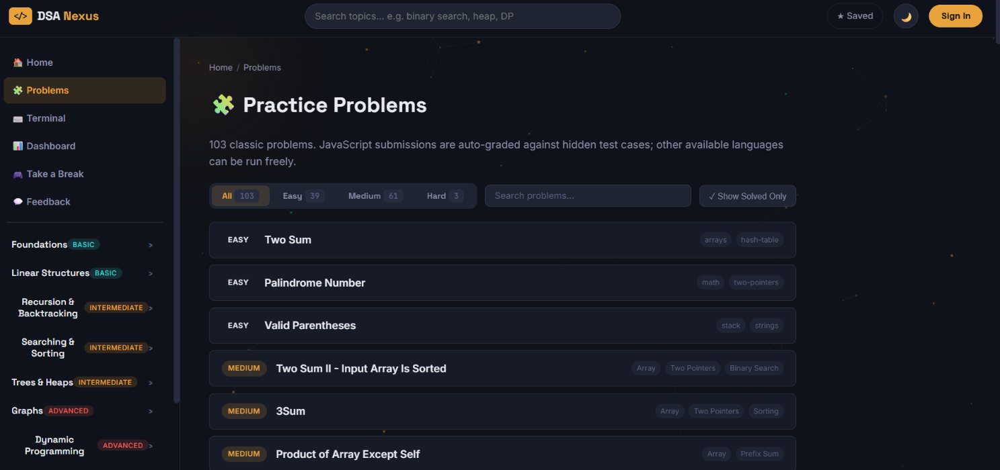 </> DSA Nexus
Search topics... e.g. binary search, heap, DP
★ Saved
Sign In
Home
Problems
Terminal
Dashboard
Take a Break
Feedback
Foundations BASIC >
Linear Structures BASIC >
Recursion &
Backtracking
INTERMEDIATE >
Searching &
Sorting
INTERMEDIATE >
Trees & Heaps INTERMEDIATE >
Graphs ADVANCED >
Dynamic
Programming
ADVANCED >
Home / Problems
Practice Problems
103 classic problems. JavaScript submissions are auto-graded against hidden test cases; other available languages
can be run freely.
All 103 Easy 39 Medium 61 Hard 3
Search problems...
✓ Show Solved Only
EASY Two Sum arrays hash-table
EASY Palindrome Number math two-pointers
EASY Valid Parentheses stack strings
MEDIUM Two Sum II - Input Array Is Sorted Array Two Pointers Binary Search
MEDIUM 3Sum Array Two Pointers Sorting
MEDIUM Product of Array Except Self Array Prefix Sum